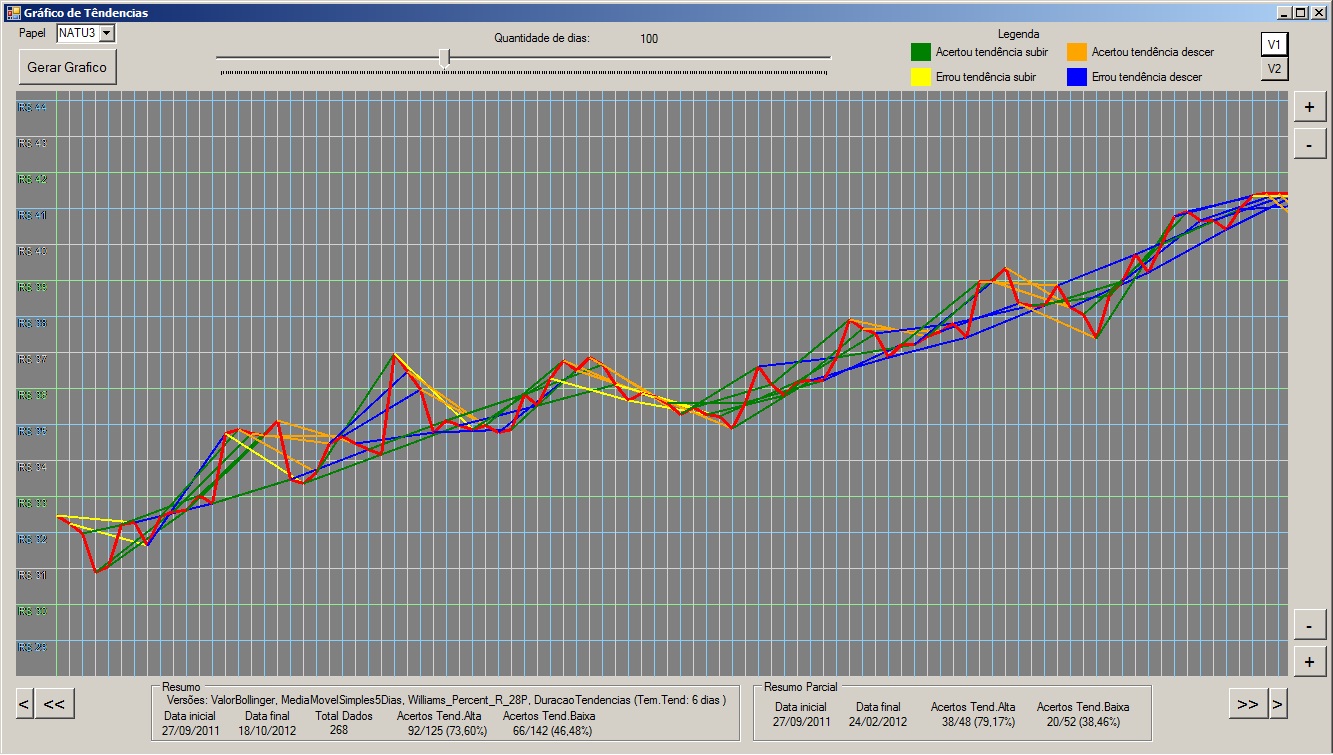 Gráfico de Têndencias
Papel NATU3
Gerar Grafico
Quantidade de dias: 100
Legenda
Acertou tendência subir
Acertou tendência descer
Errou tendência subir
Errou tendência descer
V1
V2
+
-
R$ 44
R$ 43
R$ 42
R$ 41
R$ 40
R$ 39
R$ 38
R$ 37
R$ 36
R$ 35
R$ 34
R$ 33
R$ 32
R$ 31
R$ 30
R$ 29
-
+
< <<
Resumo
Versões: ValorBollinger, MediaMovelSimples5Dias, Williams_Percent_R_28P, DuracaoTendencias (Tem.Tend: 6 dias )
Data inicial Data final Total Dados Acertos Tend.Alta Acertos Tend.Baixa
27/09/2011 18/10/2012 268 92/125 (73,60%) 66/142 (46,48%)
Resumo Parcial
Data inicial Data final Acertos Tend.Alta Acertos Tend.Baixa
27/09/2011 24/02/2012 38/48 (79,17%) 20/52 (38,46%)
>> >